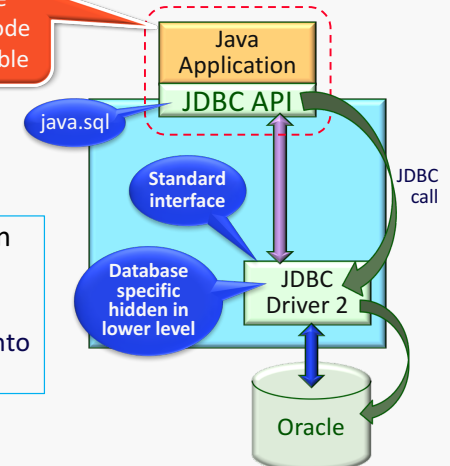 ode
ble
Java
Application
JDBC API
java.sql
JDBC
call
Standard
interface
Database
specific
hidden in
lower level
JDBC
Driver 2
nto
Oracle